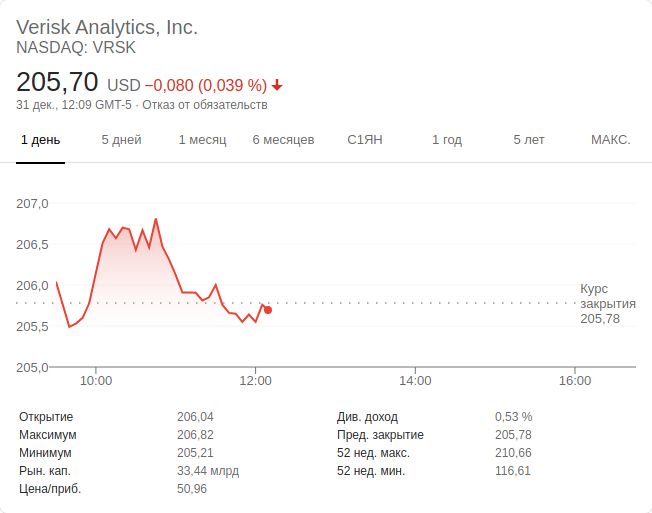 Verisk Analytics, Inc.
NASDAQ: VRSK
205,70 USD −0,080 (0,039 %)
31 дек., 12:09 GMT-5 · Отказ от обязательств
1 день 5 дней 1 месяц 6 месяцев С1ЯН 1 год 5 лет МАКС.
207,0
206,5
206,0
205,5
205,0
Курс
закрытия
205,78
10:00 12:00 14:00 16:00
Открытие 206,04 Див. доход 0,53 %
Максимум 206,82 Пред. закрытие 205,78
Минимум 205,21 52 нед. макс. 210,66
Рын. кап. 33,44 млрд 52 нед. мин. 116,61
Цена/приб. 50,96